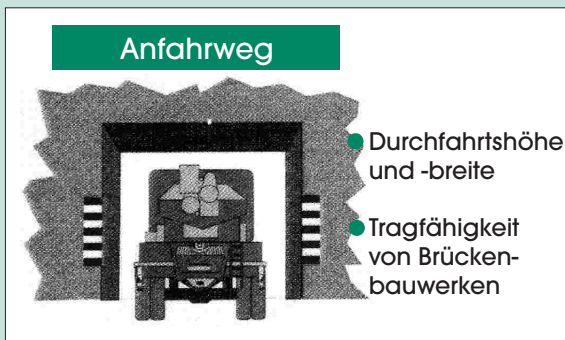 Anfahrweg
Durchfahrtshöhe
und -breite
Tragfähigkeit
von Brücken-
bauwerken